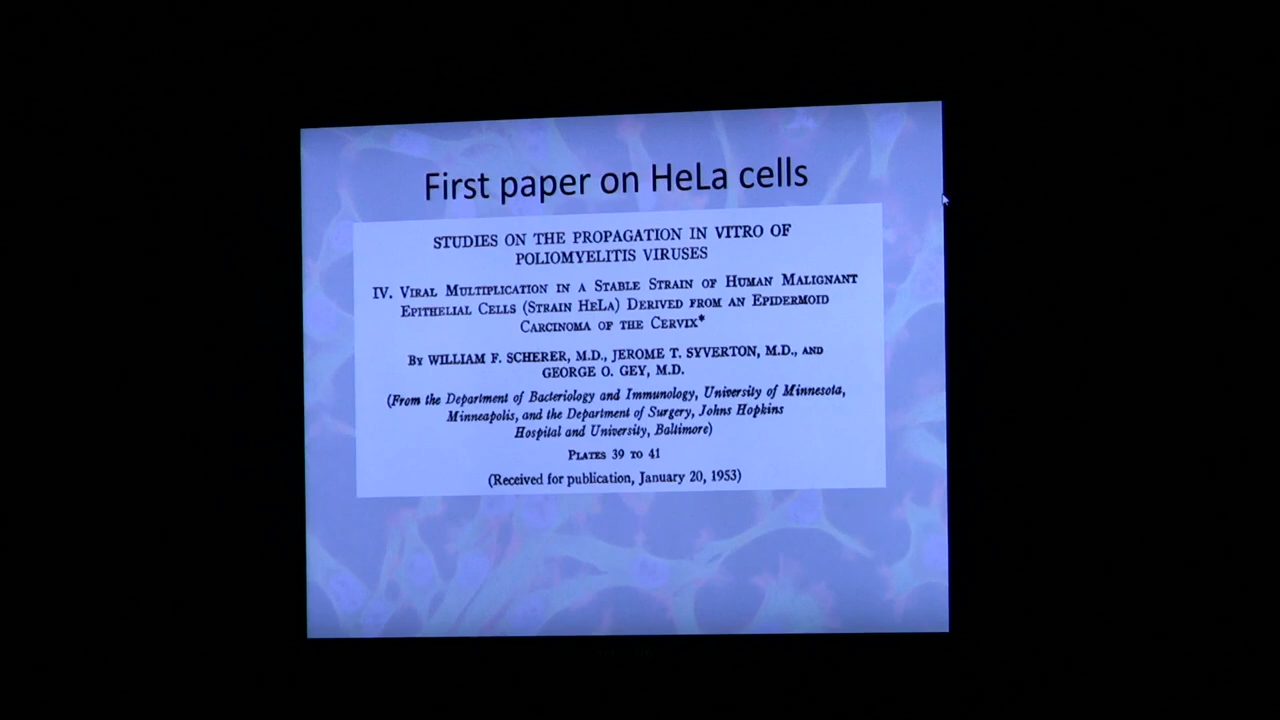 First paper on HeLa cells
STUDIES ON THE PROPAGATION IN VITRO OF
POLIOMYELITIS VIRUSES
IV. VIRAL MULTIPLICATION IN A STABLE STRAIN OF HUMAN MALIGNANT
EPITHELIAL CELLS (STRAIN HELA) DERIVED FROM AN EPIDERMOID
CARCINOMA OF THE CERVIX*
BY WILLIAM F. SCHERER, M.D., JEROME T. SYVERTON, M.D., AND
GEORGE O. GEY, M.D.
(From the Department of Bacteriology and Immunology, University of Minnesota,
Minneapolis, and the Department of Surgery, Johns Hopkins
Hospital and University, Baltimore)
PLATES 39 TO 41
(Received for publication, January 20, 1953)